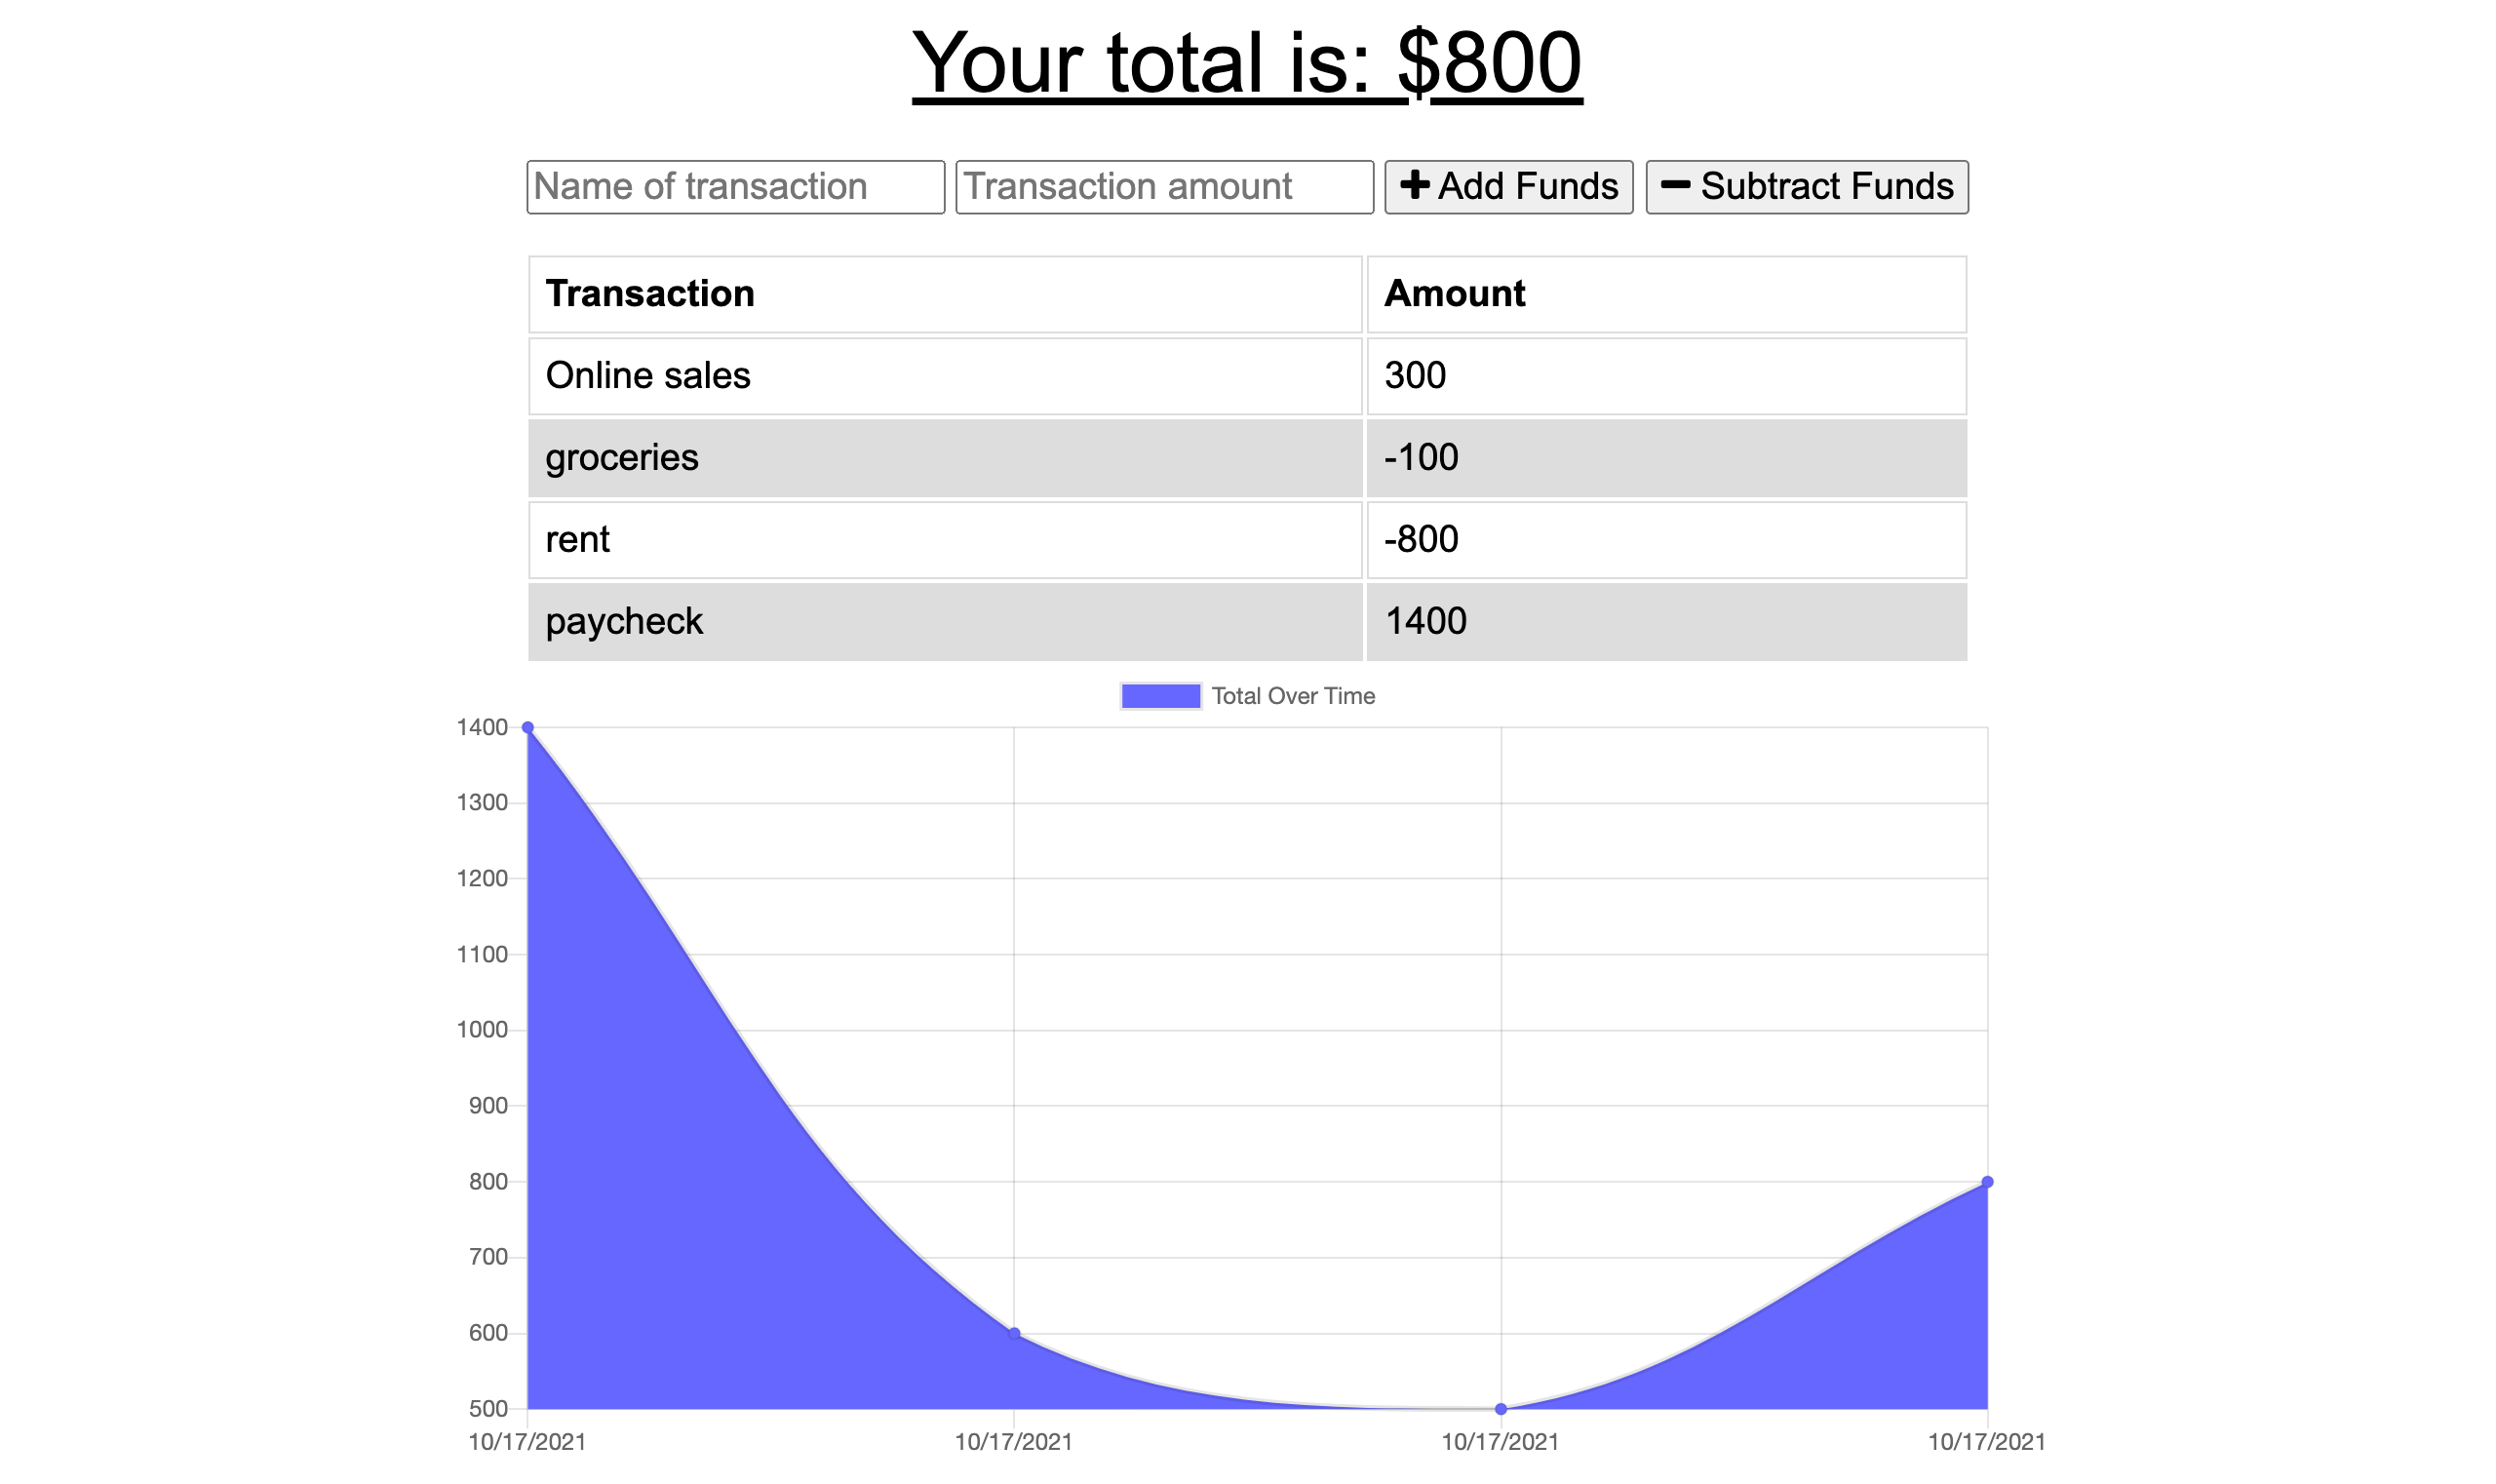 Your total is: $800
Name of transaction Transaction amount Add Funds Subtract Funds
Transaction Amount
Online sales 300
groceries -100
rent -800
paycheck 1400
Total Over Time
1400
1300
1200
1100
1000
900
800
700
600
500
10/17/2021 10/17/2021 10/17/2021 10/17/2021